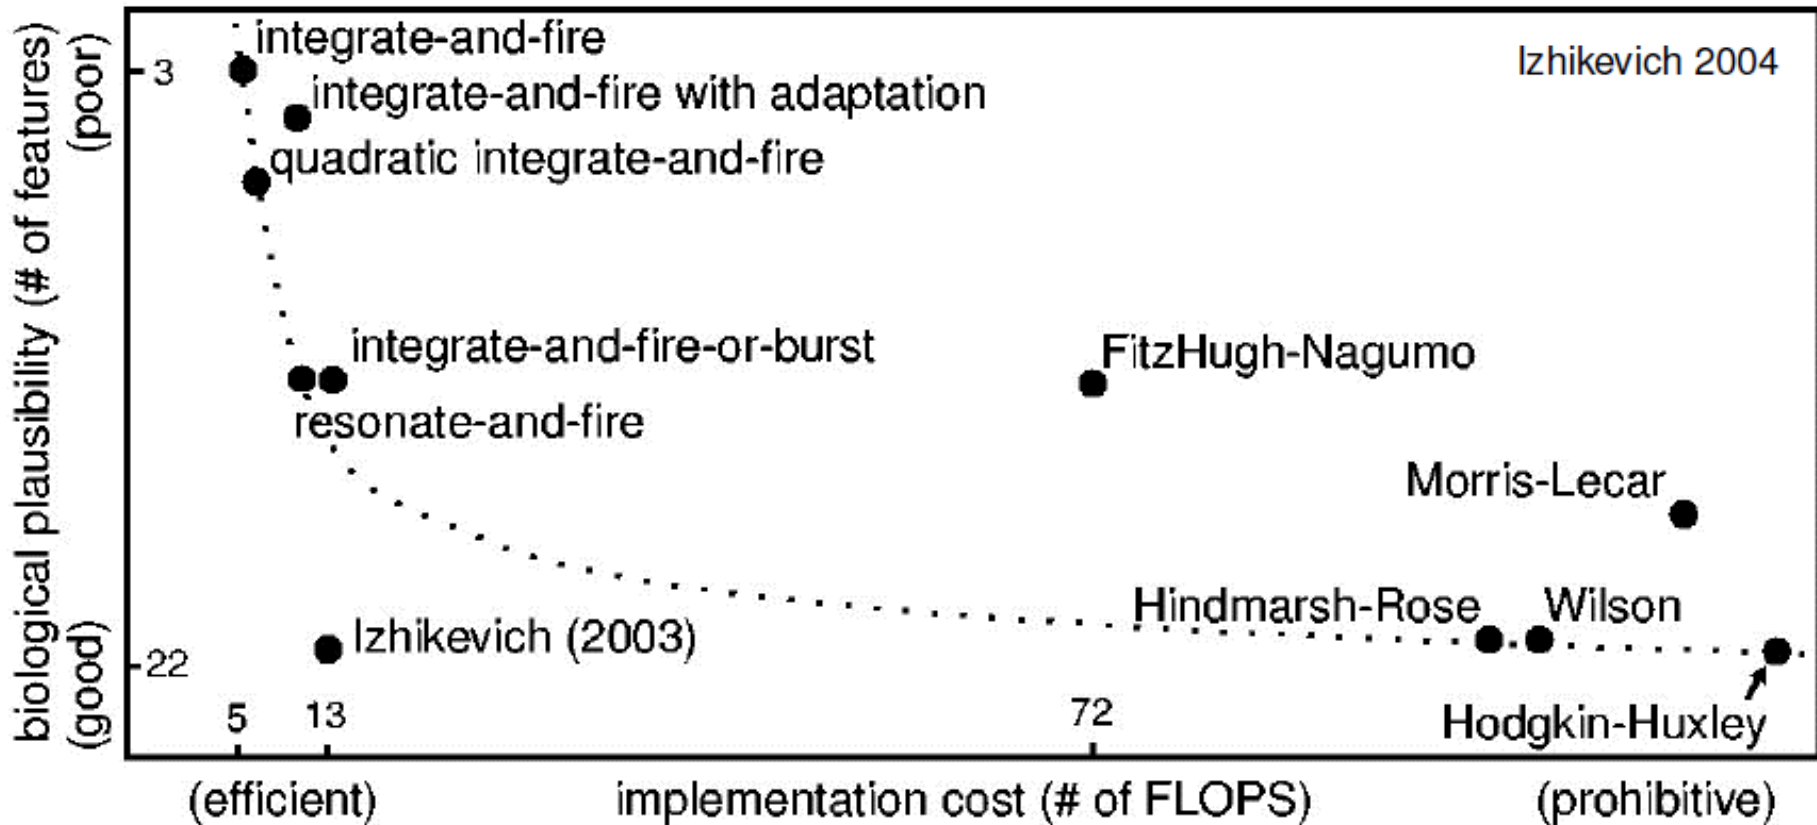 biological plausibility (# of features)
(poor)
(good)
3
22
integrate-and-fire
Izhikevich 2004
integrate-and-fire with adaptation
quadratic integrate-and-fire
integrate-and-fire-or-burst
FitzHugh-Nagumo
resonate-and-fire
Morris-Lecar
Hindmarsh-Rose
Wilson
Izhikevich (2003)
5
13
72
Hodgkin-Huxley
(efficient)
implementation cost (# of FLOPS)
(prohibitive)